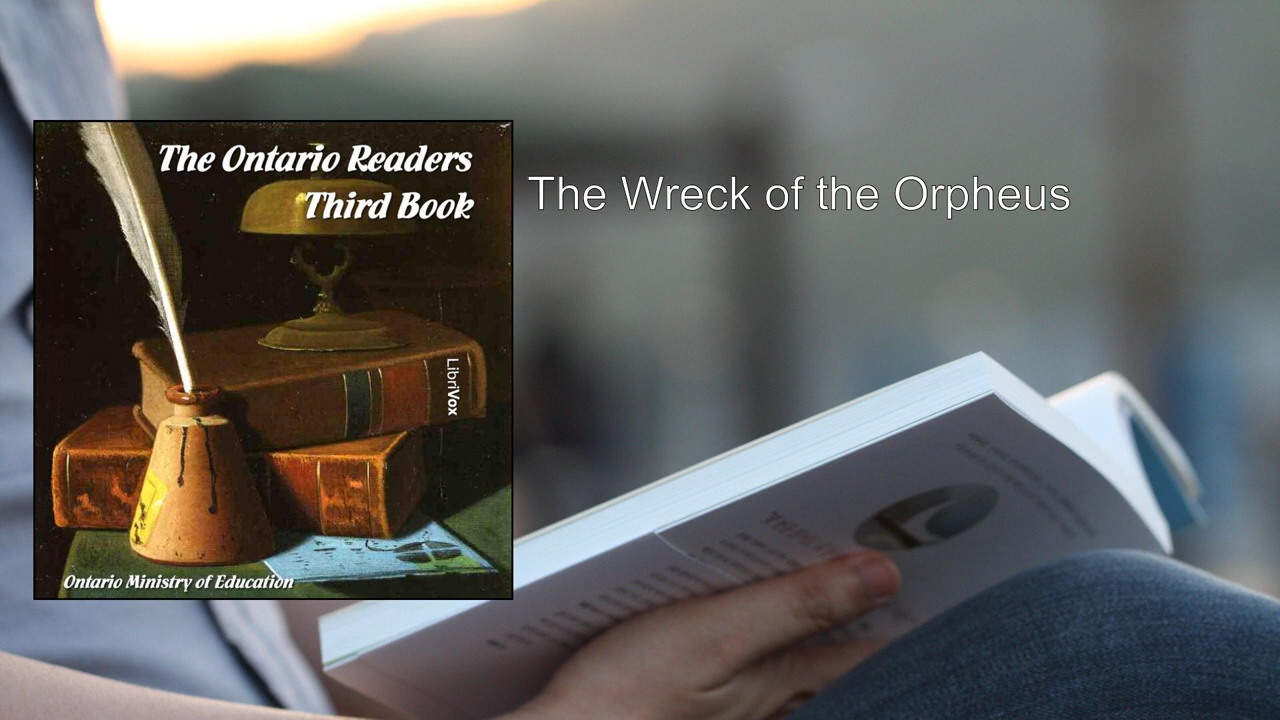 The Ontario Readers
Third Book
The Wreck of the Orpheus
LibriVox
Ontario Ministry of Education